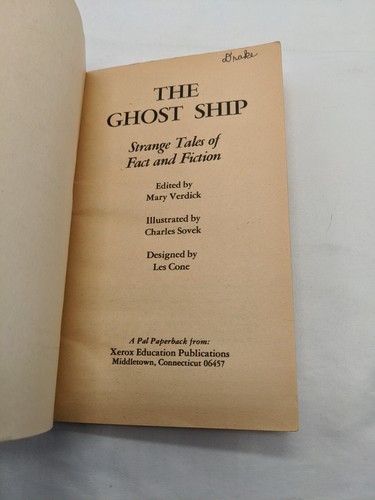 Drake
THE
GHOST SHIP
Strange Tales of
Fact and Fiction
Edited by
Mary Verdick
Illustrated by
Charles Sovek
Designed by
Les Cone
A Pal Paperback from:
Xerox Education Publications
Middletown, Connecticut 06457